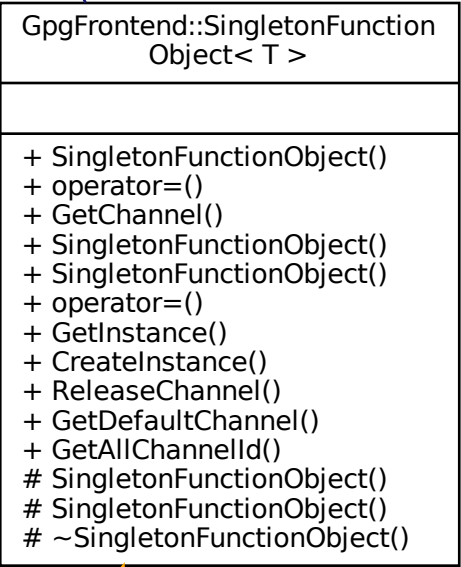 GpgFrontend::SingletonFunction
Object< T >
+ SingletonFunctionObject()
+ operator=()
+ GetChannel()
+ SingletonFunctionObject()
+ SingletonFunctionObject()
+ operator=()
+ GetInstance()
+ CreateInstance()
+ ReleaseChannel()
+ GetDefaultChannel()
+ GetAllChannelId()
# SingletonFunctionObject()
# SingletonFunctionObject()
# ~SingletonFunctionObject()